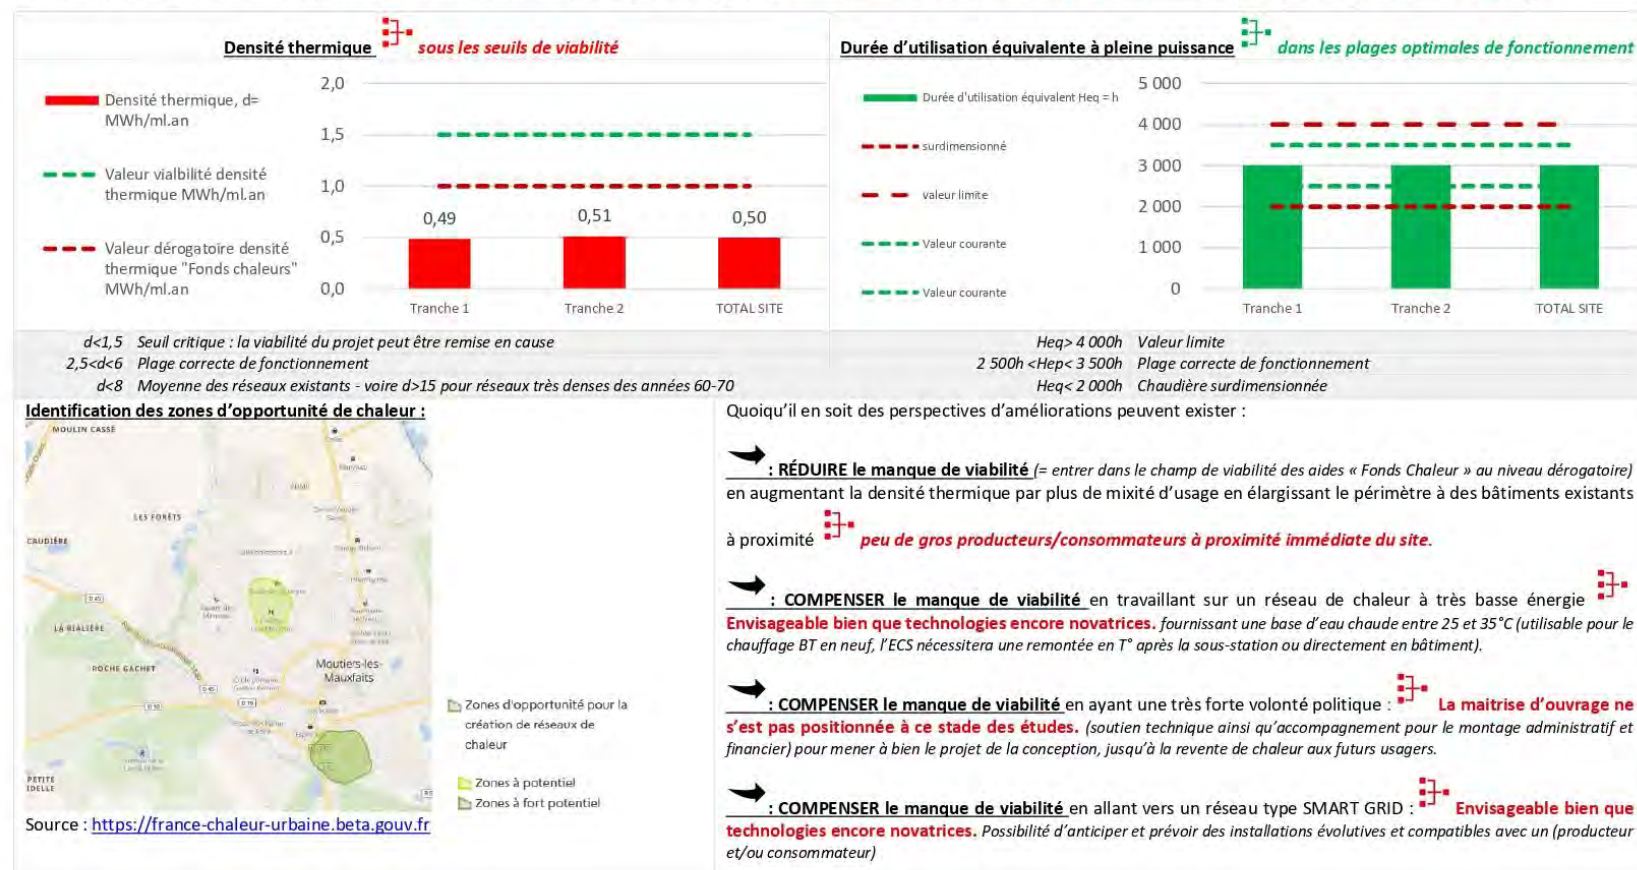 Densité thermique sous les seuils de viabilité
Densité thermique, d=
MWh/ml.an
Valeur vialbilité densité
thermique MWh/ml.an
Valeur dérogatoire densité
thermique "Fonds chaleurs"
MWh/ml.an
2,0
1,5
1,0
0,5
0,0
0,49
0,51
0,50
Tranche 1
Tranche 2
TOTAL SITE
Durée d'utilisation équivalente à pleine puissance dans les plages optimales de fonctionnement
Durée d'utilisation équivalent Heq = h
surdimensionné
valeur limite
Valeur courante
Valeur courante
5 000
4 000
3 000
2 000
1 000
0
Tranche 1
Tranche 2
TOTAL SITE
d<1,5 Seuil critique : la viabilité du projet peut être remise en cause
2,5<d<6 Plage correcte de fonctionnement
d<8 Moyenne des réseaux existants - voire d>15 pour réseaux très denses des années 60-70
Heq> 4 000h Valeur limite
2 500h <Hep< 3 500h Plage correcte de fonctionnement
Heq< 2 000h Chaudière surdimensionnée
Identification des zones d'opportunité de chaleur :
MOULIN CASSÉ
LES FORÊTS
CAUDIÈRE
LA BIALIÈRE
ROCHE GACHET
Moutiers-les-
Mauxfaits
PETITE
IDELLE
Zones d'opportunité pour la
création de réseaux de
chaleur
Zones à potentiel
Zones à fort potentiel
Source : https://france-chaleur-urbaine.beta.gouv.fr
Quoiqu'il en soit des perspectives d'améliorations peuvent exister :
: RÉDUIRE le manque de viabilité (= entrer dans le champ de viabilité des aides « Fonds Chaleur » au niveau dérogatoire)
en augmentant la densité thermique par plus de mixité d'usage en élargissant le périmètre à des bâtiments existants
à proximité peu de gros producteurs/consommateurs à proximité immédiate du site.
: COMPENSER le manque de viabilité en travaillant sur un réseau de chaleur à très basse énergie
Envisageable bien que technologies encore novatrices. fournissant une base d'eau chaude entre 25 et 35°C (utilisable pour le
chauffage BT en neuf, l'ECS nécessitera une remontée en T° après la sous-station ou directement en bâtiment).
: COMPENSER le manque de viabilité en ayant une très forte volonté politique : La maitrise d'ouvrage ne
s'est pas positionnée à ce stade des études. (soutien technique ainsi qu'accompagnement pour le montage administratif et
financier) pour mener à bien le projet de la conception, jusqu'à la revente de chaleur aux futurs usagers.
: COMPENSER le manque de viabilité en allant vers un réseau type SMART GRID : Envisageable bien que
technologies encore novatrices. Possibilité d'anticiper et prévoir des installations évolutives et compatibles avec un (producteur
et/ou consommateur)